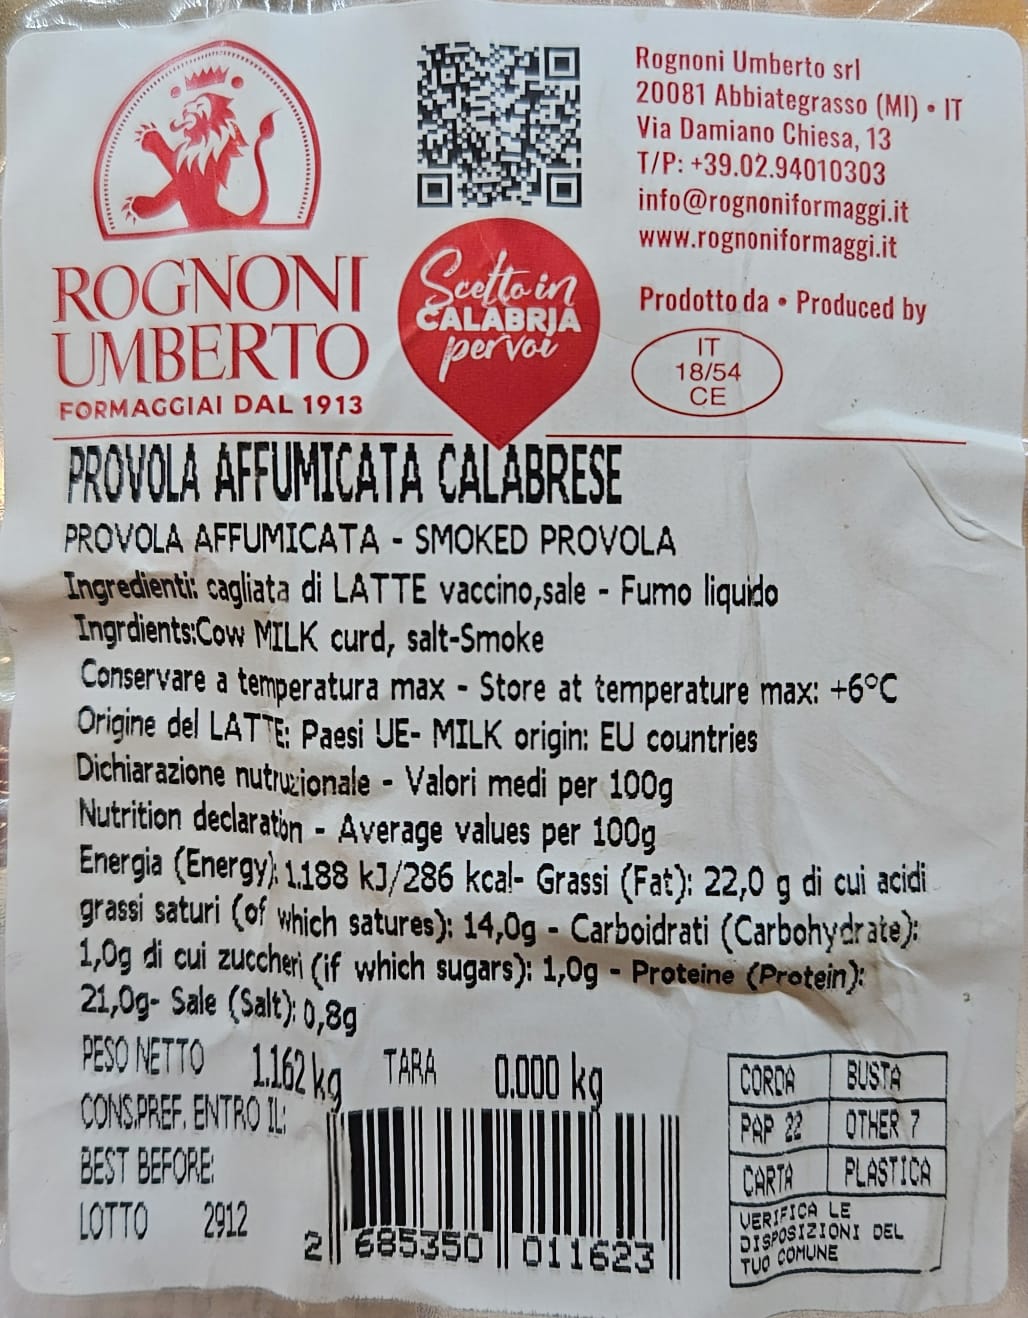 Rognoni Umberto srl
20081 Abbiategrasso (MI) • IT
Via Damiano Chiesa, 13
T/P: +39.02.94010303
info@rognoniformaggi.it
www.rognoniformaggi.it
ROGNONI
UMBERTO
FORMAGGIAI DAL 1913
Scelto in
CALABRIA
per voi
Prodotto da • Produced by
IT
18/54
CE
PROVOLA AFFUMICATA CALABRESE
PROVOLA AFFUMICATA - SMOKED PROVOLA
Ingredienti: cagliata di LATTE vaccino,sale - Fumo liquido
Ingrdients:Cow MILK curd, salt-Smoke
Conservare a temperatura max - Store at temperature max: +6°C
Origine del LATTE: Paesi UE- MILK origin: EU countries
Dichiarazione nutruzionale - Valori medi per 100g
Nutrition declaration - Average values per 100g
Energia (Energy): 1.188 kJ/286 kcal- Grassi (Fat): 22,0 g di cui acidi
grassi saturi (of which satures): 14,0g - Carboidrati (Carbohydrate):
1,0g di cui zuccheri (if which sugars): 1,0g - Proteine (Protein):
21,0g- Sale (Salt): 0,8g
PESO NETTO 1.162 kg TARA 0.000 kg
CONS.PREF. ENTRO IL:
BEST BEFORE:
LOTTO 2912
2 685350 011623
CORDA BUSTA
PAP 22 OTHER 7
CARTA PLASTICA
VERIFICA LE
DISPOSIZIONI DEL
TUO COMUNE